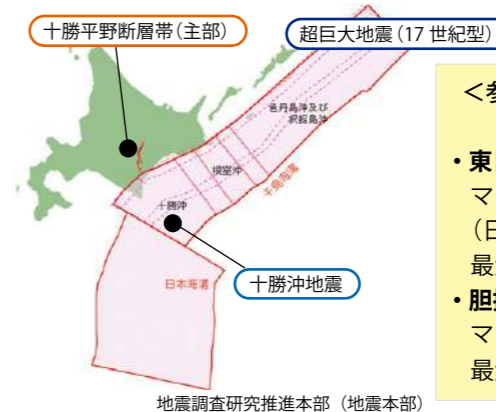 十勝平野断層帯(主部)
超巨大地震(17 世紀型)
色丹島沖及び
択捉島沖
根室沖
千島海溝
十勝沖
十勝沖地震
日本海溝
地震調査研究推進本部(地震本部)
<参
・東
マ
(日
最
・胆
マ
最